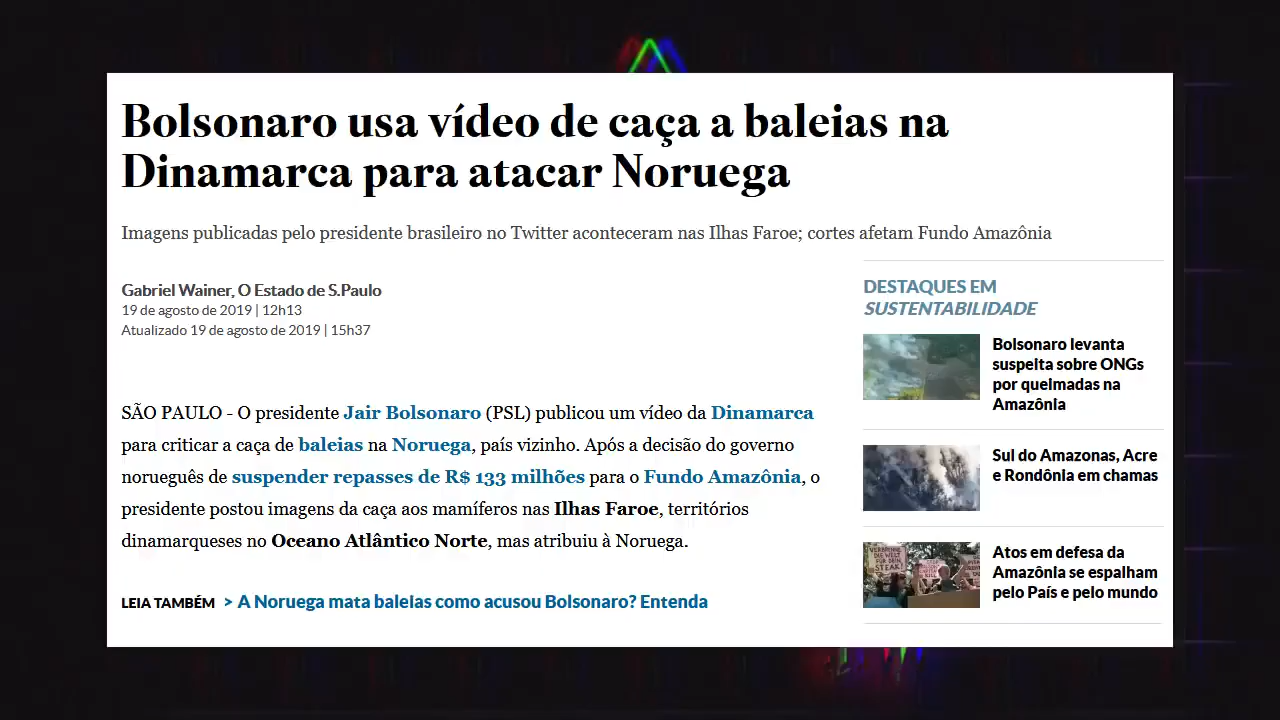 Bolsonaro usa vídeo de caça a baleias na
Dinamarca para atacar Noruega
Imagens publicadas pelo presidente brasileiro no Twitter aconteceram nas Ilhas Faroe; cortes afetam Fundo Amazônia
Gabriel Wainer, O Estado de S.Paulo
19 de agosto de 2019 | 12h13
Atualizado 19 de agosto de 2019 | 15h37
SÃO PAULO - O presidente Jair Bolsonaro (PSL) publicou um vídeo da Dinamarca
para criticar a caça de baleias na Noruega, país vizinho. Após a decisão do governo
norueguês de suspender repasses de R$ 133 milhões para o Fundo Amazônia, o
presidente postou imagens da caça aos mamíferos nas Ilhas Faroe, territórios
dinamarqueses no Oceano Atlântico Norte, mas atribuiu à Noruega.
LEIA TAMBÉM > A Noruega mata baleias como acusou Bolsonaro? Entenda
DESTAQUES EM
SUSTENTABILIDADE
Bolsonaro levanta
suspeita sobre ONGs
por queimadas na
Amazônia
Sul do Amazonas, Acre
e Rondônia em chamas
VERBRENNE
DIE WELT
FÜR DEIN
STEAK!
Atos em defesa da
Amazônia se espalham
pelo País e pelo mundo